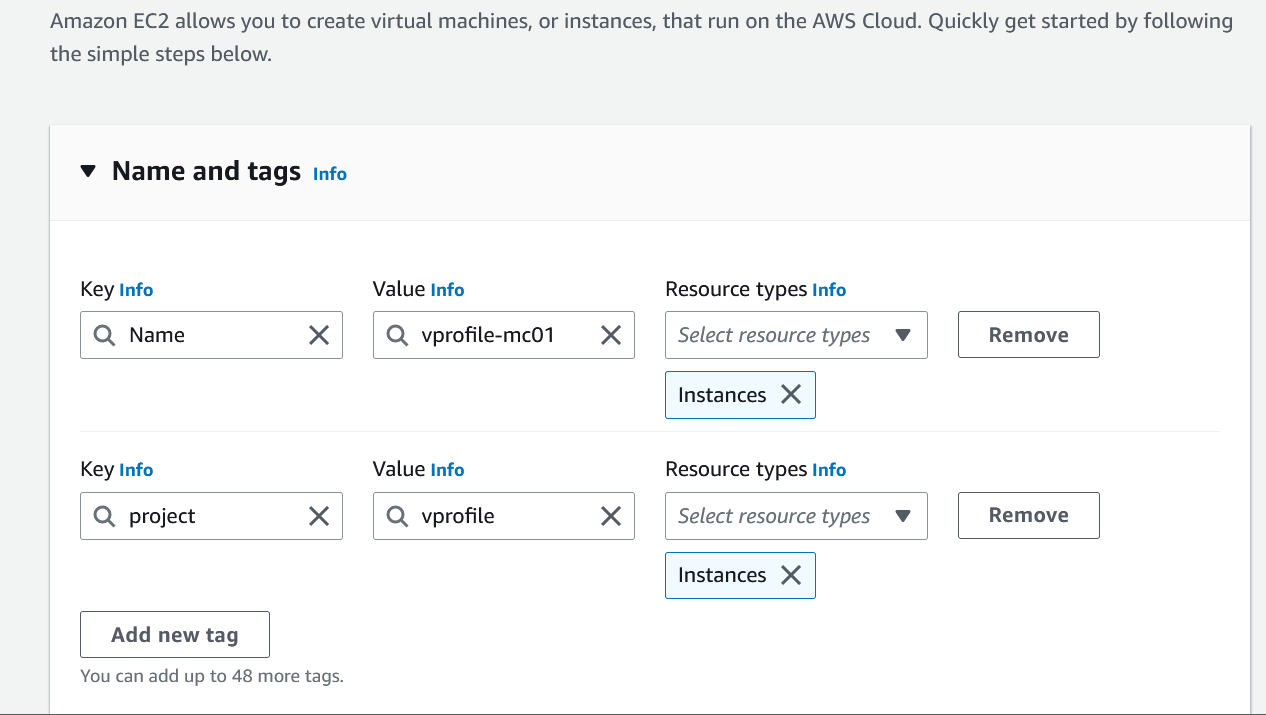 Amazon EC2 allows you to create virtual machines, or instances, that run on the AWS Cloud. Quickly get started by following
the simple steps below.
Name and tags Info
Key Info Value Info Resource types Info
Name vprofile-mc01 Select resource types Remove
Instances
Key Info Value Info Resource types Info
project vprofile Select resource types Remove
Instances
Add new tag
You can add up to 48 more tags.